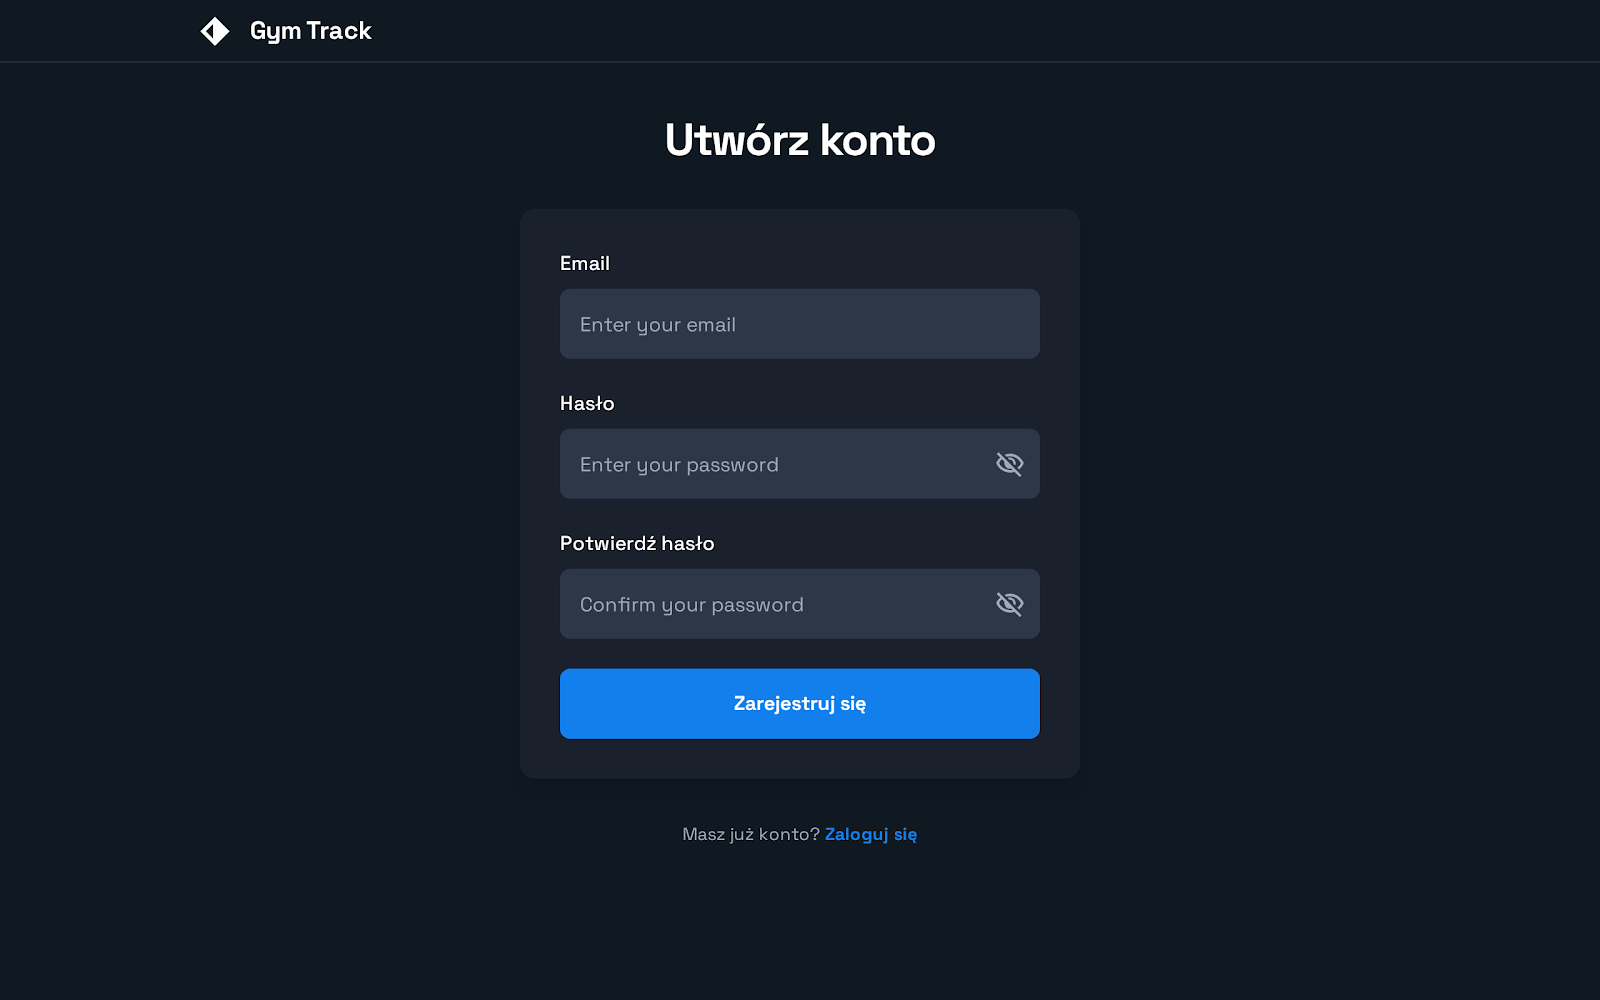 Gym Track
Utwórz konto
Email
Enter your email
Hasło
Enter your password
Potwierdź hasło
Confirm your password
Zarejestruj się
Masz już konto? Zaloguj się